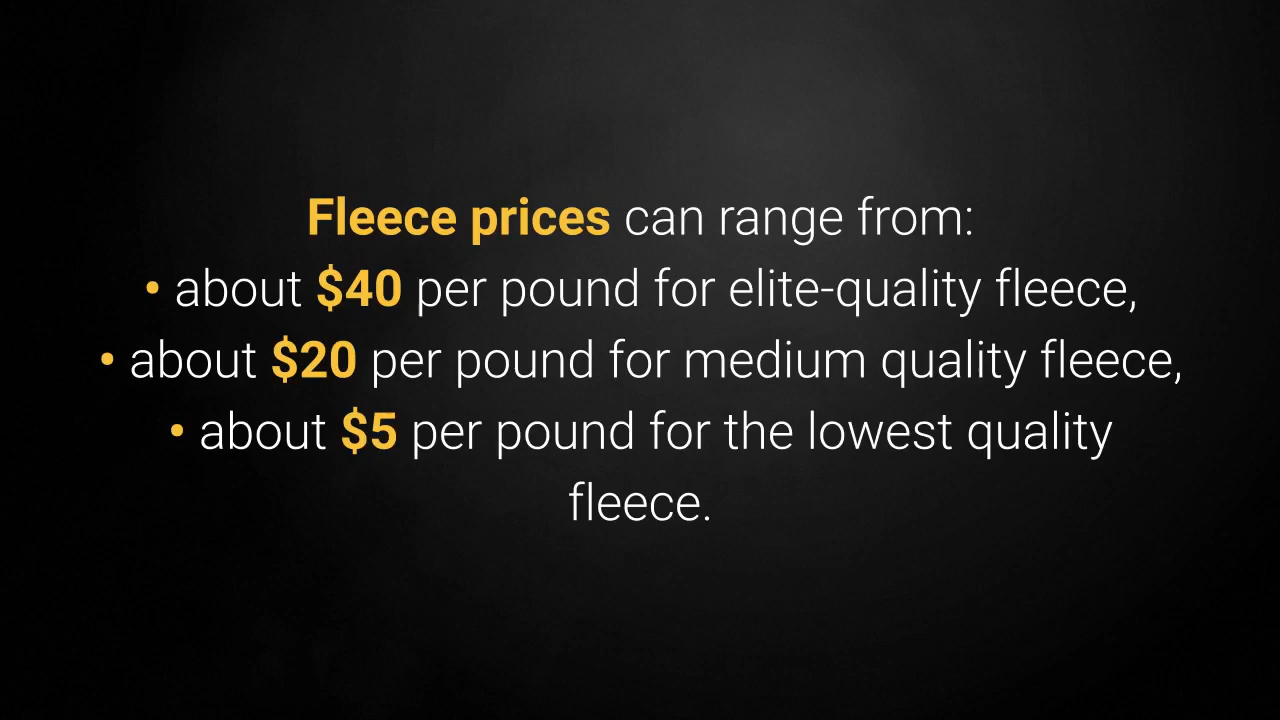 Fleece prices can range from:
• about $40 per pound for elite-quality fleece,
• about $20 per pound for medium quality fleece,
• about $5 per pound for the lowest quality
fleece.